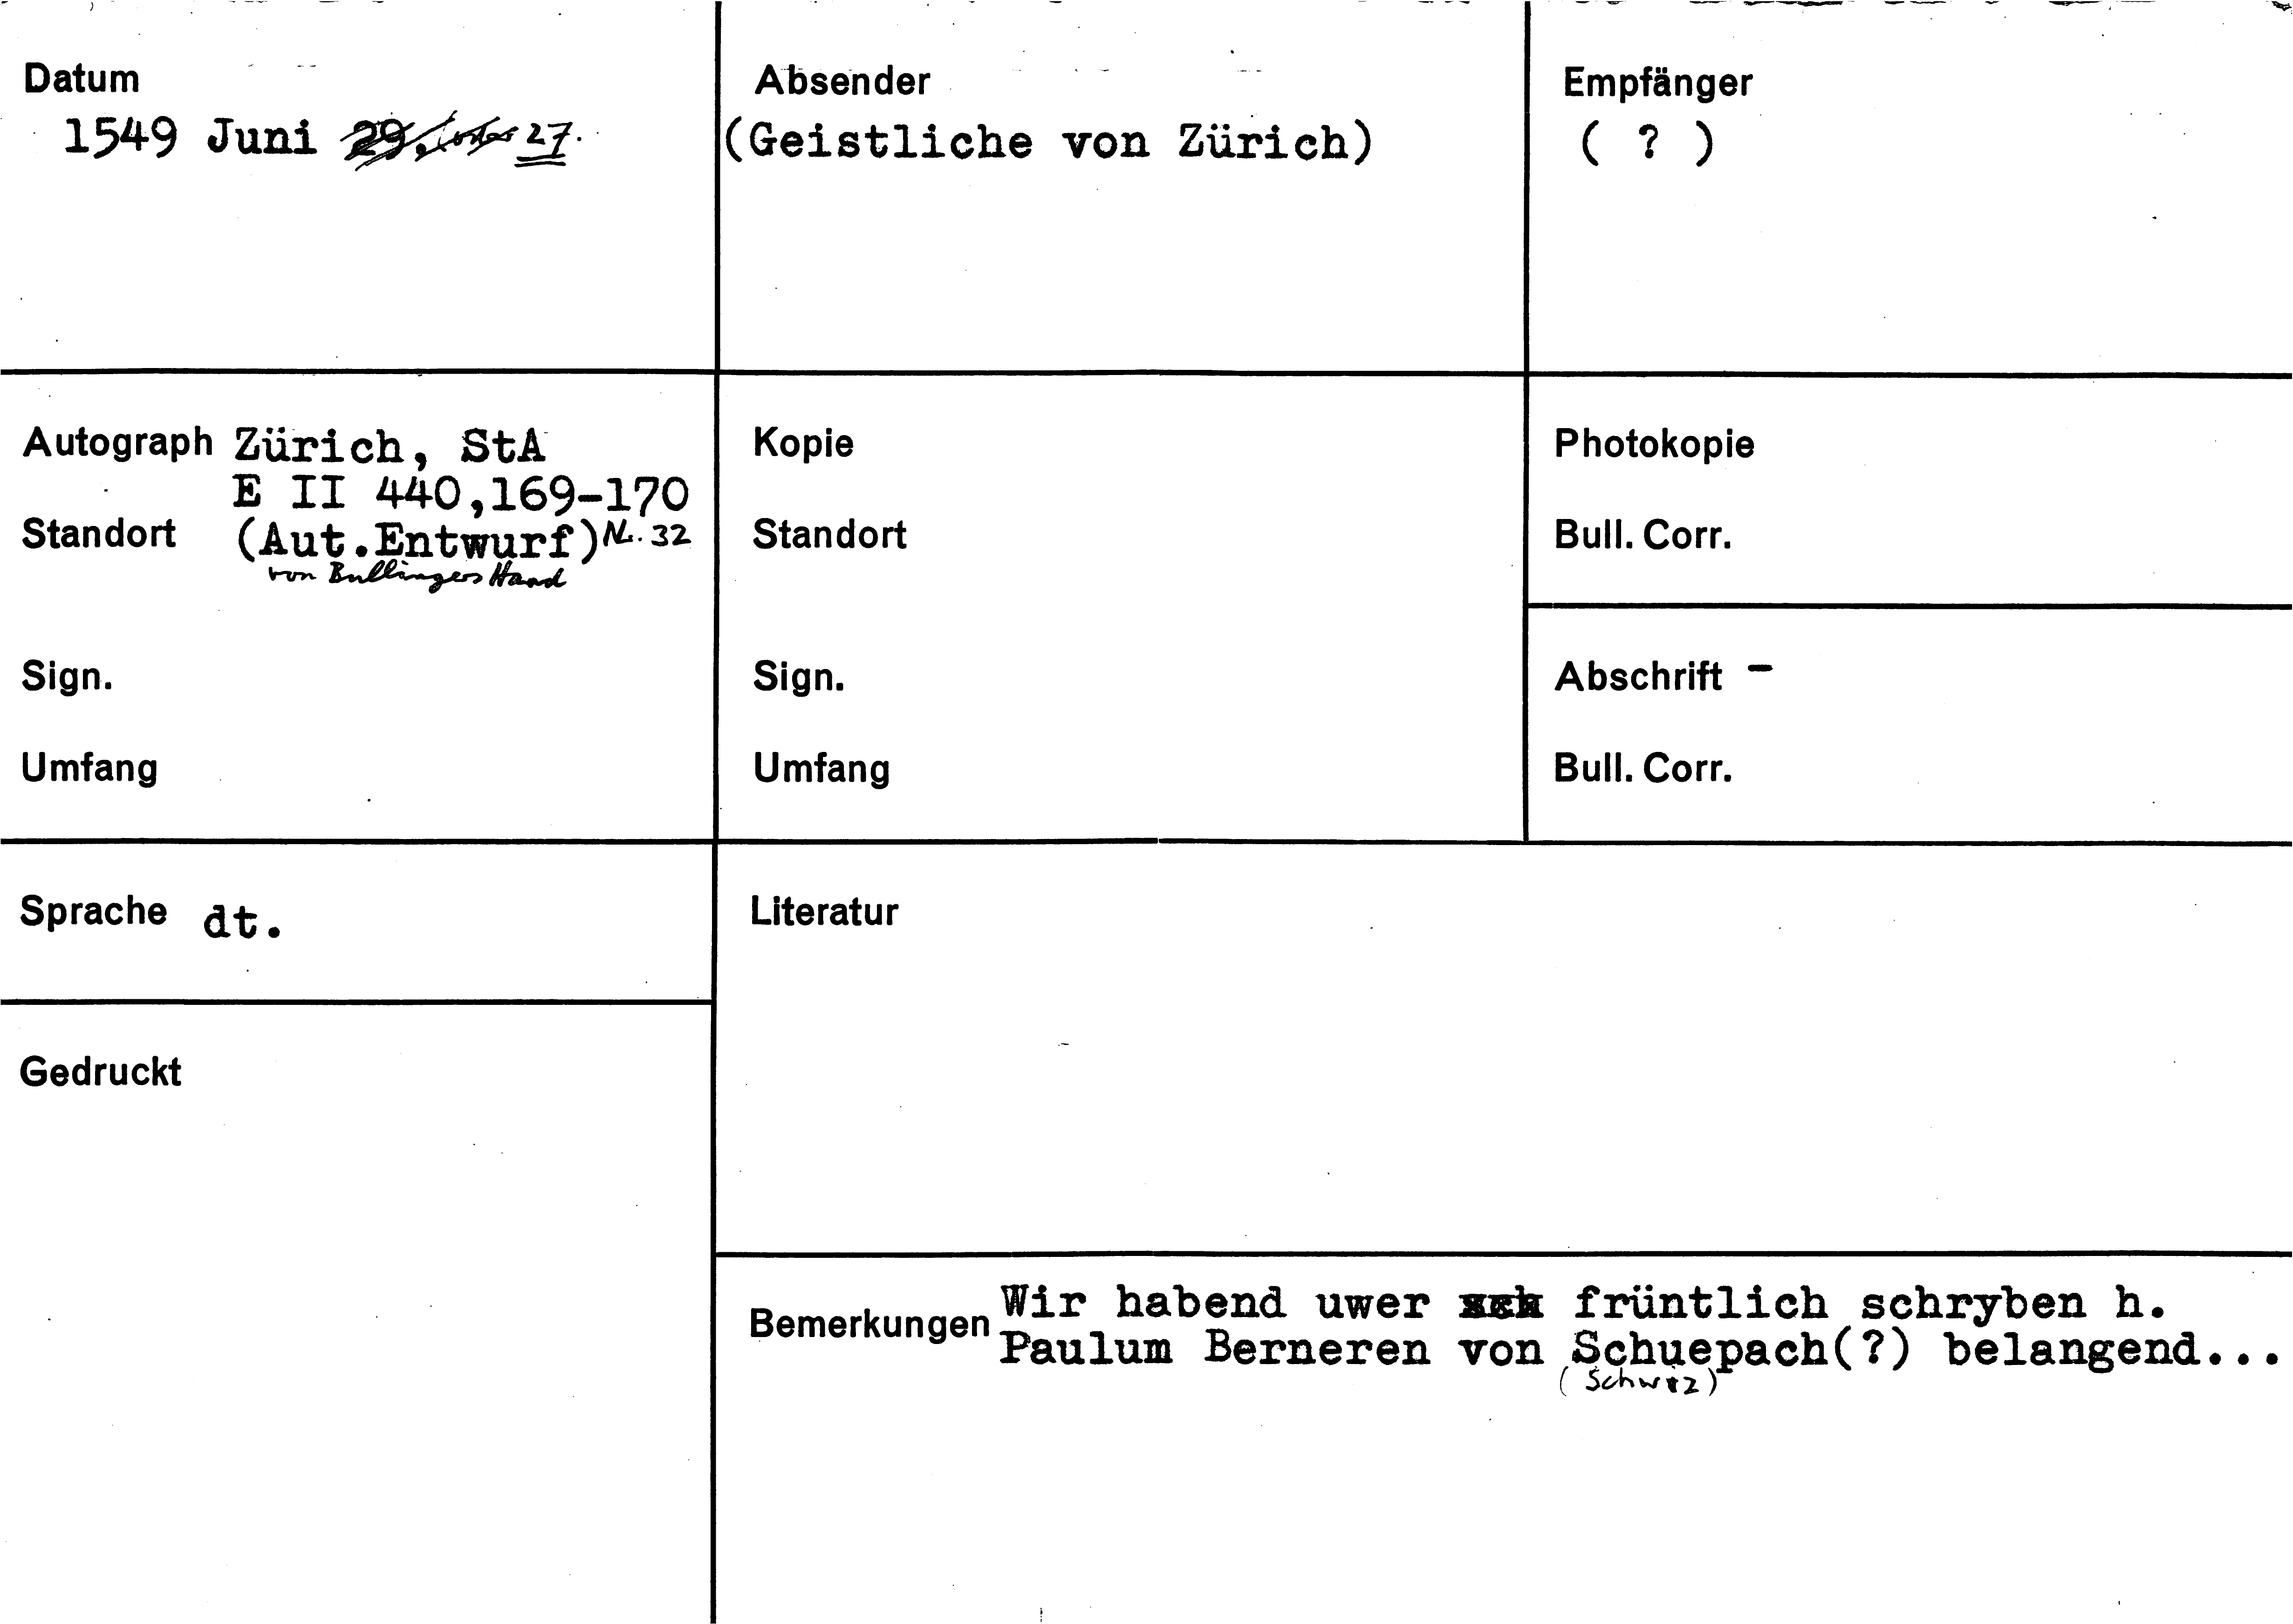 Datum
1549 Juni 29. 27.
Absender
(Geistliche von Zürich)
Empfänger
( ? )
Autograph Zürich, StA
E II 440,169-170
Standort (Aut.Entwurf) Nr. 32
von Bullingers Hand
Sign.
Umfang
Kopie
Standort
Sign.
Umfang
Photokopie
Bull. Corr.
Abschrift -
Bull. Corr.
Sprache dt.
Literatur
Gedruckt
Bemerkungen Wir habend uwer früntlich schryben h.
Paulum Berneren von Schuepach(?) belangend...
(Schwiz)